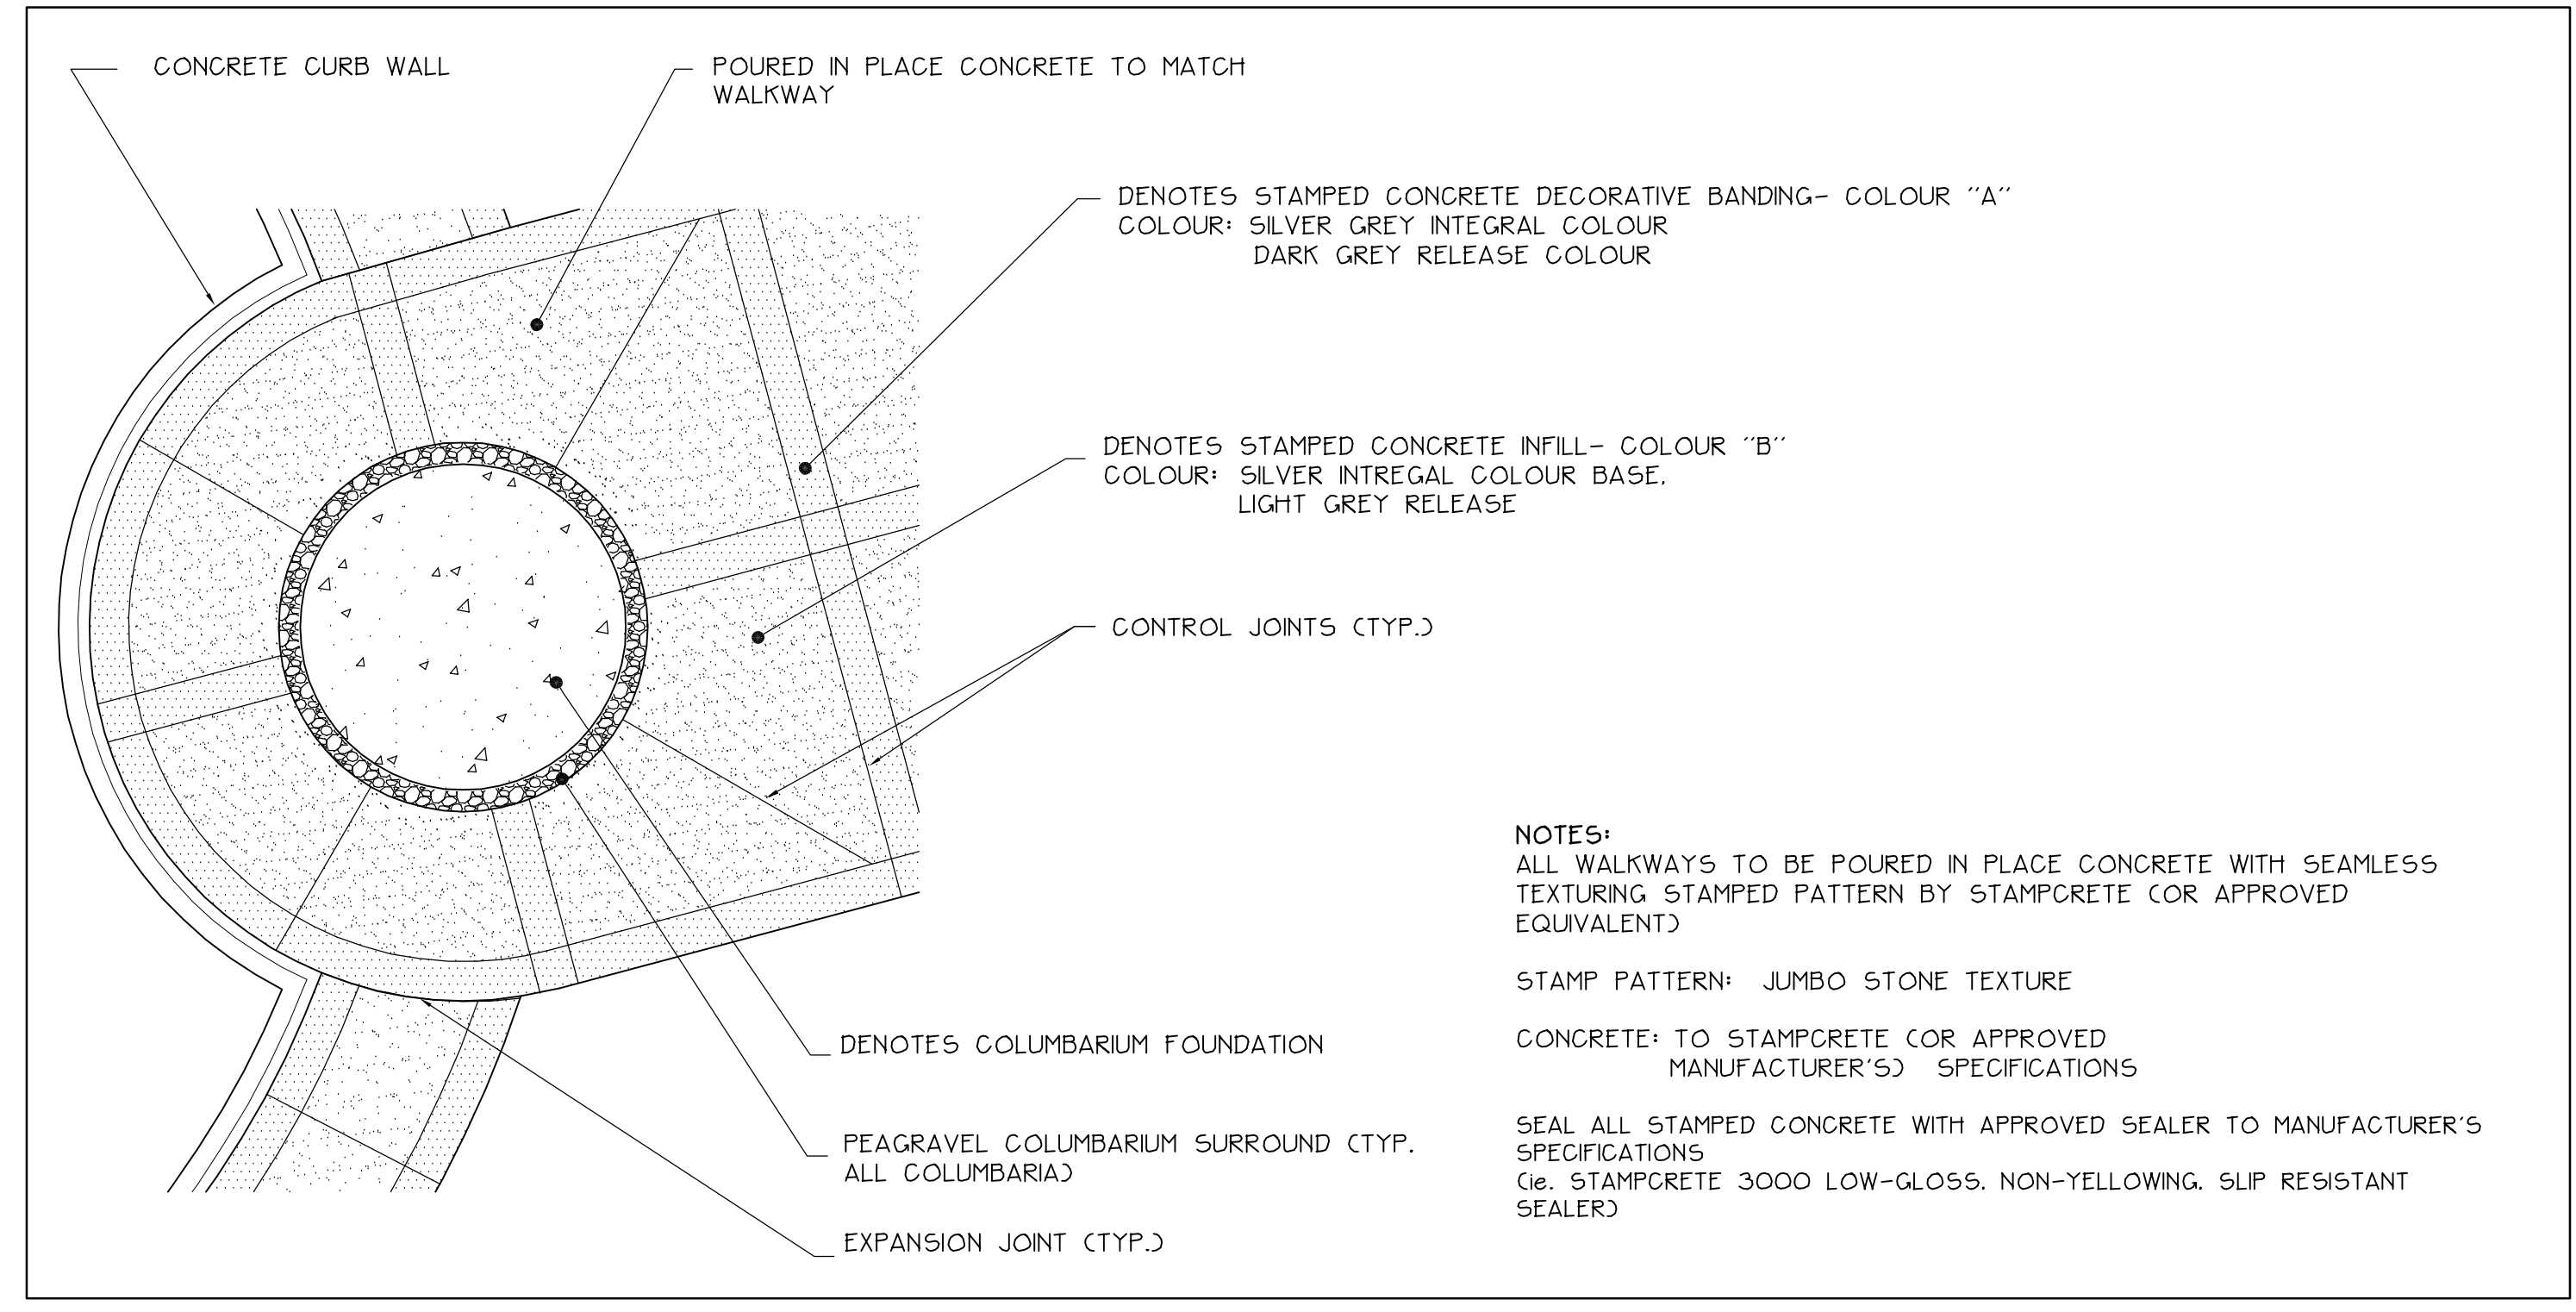 CONCRETE CURB WALL
POURED IN PLACE CONCRETE TO MATCH
WALKWAY
DENOTES STAMPED CONCRETE DECORATIVE BANDING- COLOUR "A"
COLOUR: SILVER GREY INTEGRAL COLOUR
DARK GREY RELEASE COLOUR
DENOTES STAMPED CONCRETE INFILL- COLOUR "B"
COLOUR: SILVER INTREGAL COLOUR BASE,
LIGHT GREY RELEASE
CONTROL JOINTS (TYP.)
DENOTES COLUMBARIUM FOUNDATION
PEAGRAVEL COLUMBARIUM SURROUND (TYP.
ALL COLUMBARIA)
EXPANSION JOINT (TYP.)
NOTES:
ALL WALKWAYS TO BE POURED IN PLACE CONCRETE WITH SEAMLESS
TEXTURING STAMPED PATTERN BY STAMPCRETE (OR APPROVED
EQUIVALENT)
STAMP PATTERN: JUMBO STONE TEXTURE
CONCRETE: TO STAMPCRETE (OR APPROVED
MANUFACTURER'S) SPECIFICATIONS
SEAL ALL STAMPED CONCRETE WITH APPROVED SEALER TO MANUFACTURER'S
SPECIFICATIONS
(ie. STAMPCRETE 3000 LOW-GLOSS, NON-YELLOWING, SLIP RESISTANT
SEALER)